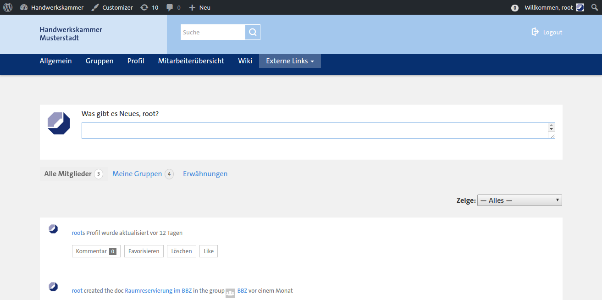 Handwerkskammer Customizer 10 0 Neu Willkommen, root
Handwerkskammer
Musterstadt
Suche
Logout
Allgemein Gruppen Profil Mitarbeiterübersicht Wiki Externe Links
Was gibt es Neues, root?
Alle Mitglieder 3 Meine Gruppen 4 Erwähnungen
Zeige: — Alles —
roots Profil wurde aktualisiert vor 12 Tagen
Kommentar 0 Favorisieren Löschen Like
root created the doc Raumreservierung im BBZ in the group BBZ vor einem Monat